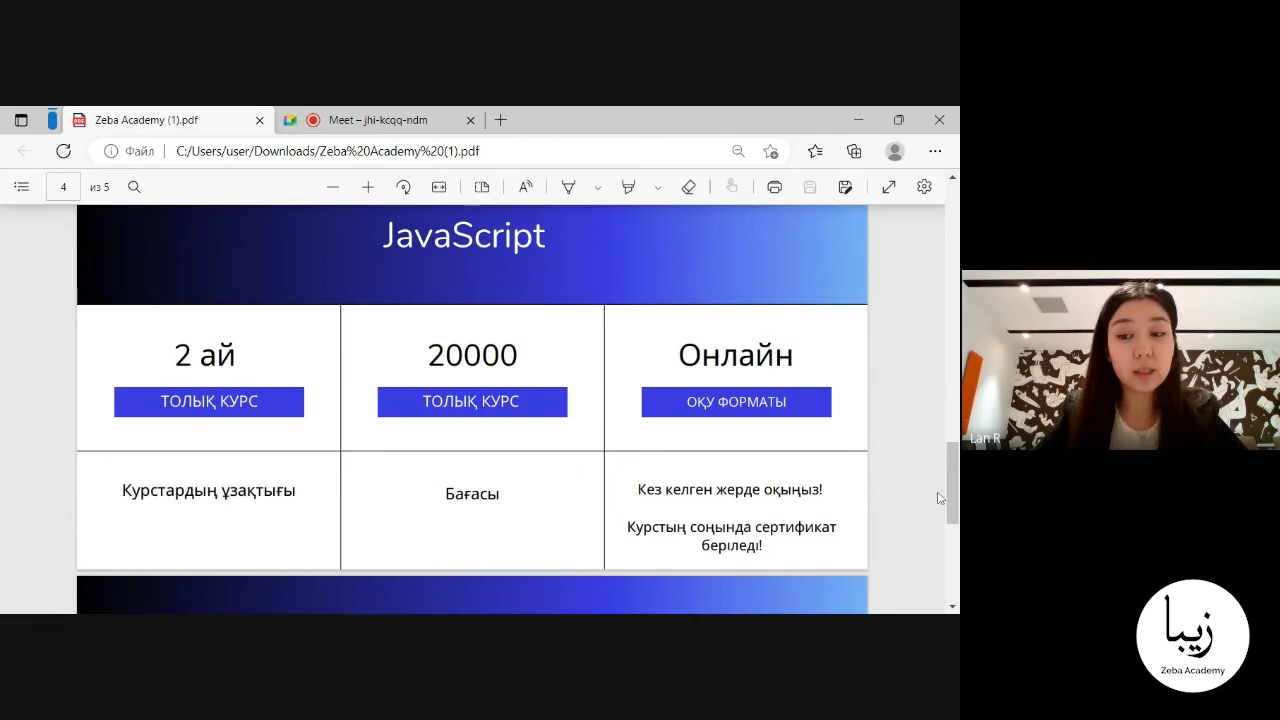 Zeba Academy (1).pdf
Meet – jhi-kcqq-ndm
Файл
C:/Users/user/Downloads/Zeba%20Academy%20(1).pdf
4
из 5
JavaScript
2 ай
ТОЛЫҚ КУРС
20000
ТОЛЫҚ КУРС
Онлайн
ОҚУ ФОРМАТЫ
Курстардың ұзақтығы
Бағасы
Кез келген жерде оқыңыз!
Курстың соңында сертификат
беріледі!
Lan R
زيبا
Zeba Academy